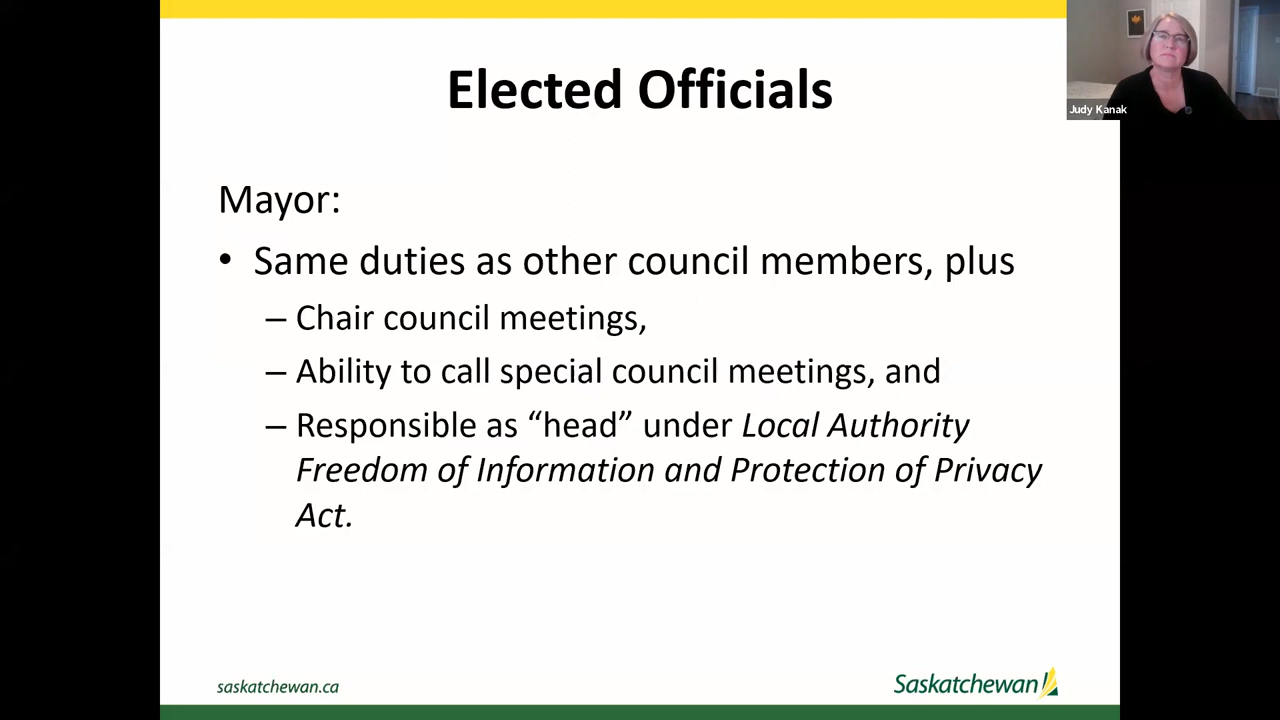 Elected Officials
Judy Kanak
Mayor:
• Same duties as other council members, plus
– Chair council meetings,
– Ability to call special council meetings, and
– Responsible as “head” under Local Authority
Freedom of Information and Protection of Privacy
Act.
saskatchewan.ca
Saskatchewan